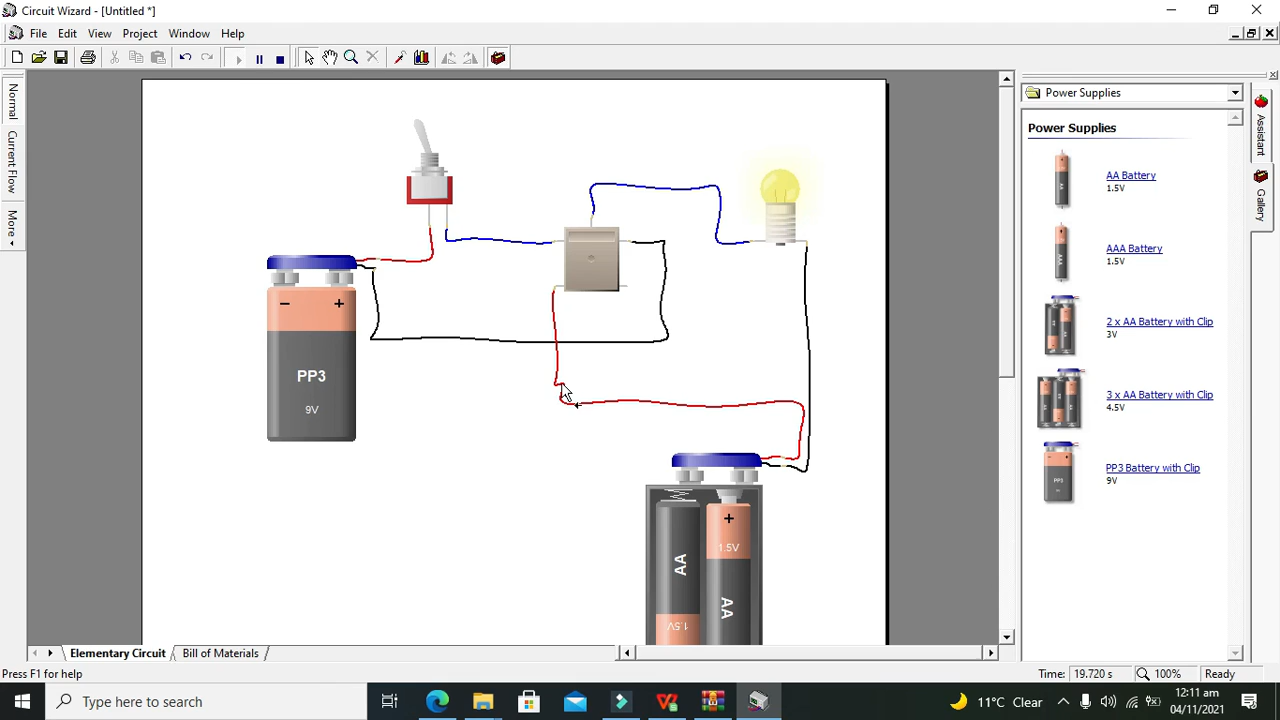 Circuit Wizard - [Untitled *]
File Edit View Project Window Help
Normal
Current Flow
More
Power Supplies
Power Supplies
AA Battery
1.5V
AAA Battery
1.5V
2 x AA Battery with Clip
3V
3 x AA Battery with Clip
4.5V
PP3 Battery with Clip
9V
Assistant
Gallery
− +
PP3
9V
+
1.5V
AA
AA
1.5V
Elementary Circuit
Bill of Materials
Press F1 for help
Time: 19.720 s
100%
Ready
Type here to search
11°C Clear
12:11 am
04/11/2021